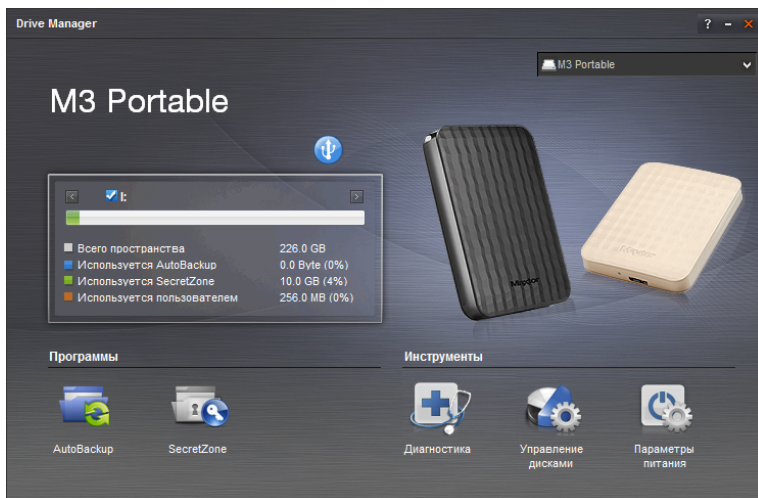 Drive Manager
? – ×
M3 Portable
M3 Portable
I:
Всего пространства 226.0 GB
Используется AutoBackup 0.0 Byte (0%)
Используется SecretZone 10.0 GB (4%)
Используется пользователем 256.0 MB (0%)
Maxtor
Maxtor
Программы
Инструменты
AutoBackup
SecretZone
Диагностика
Управление
дисками
Параметры
питания